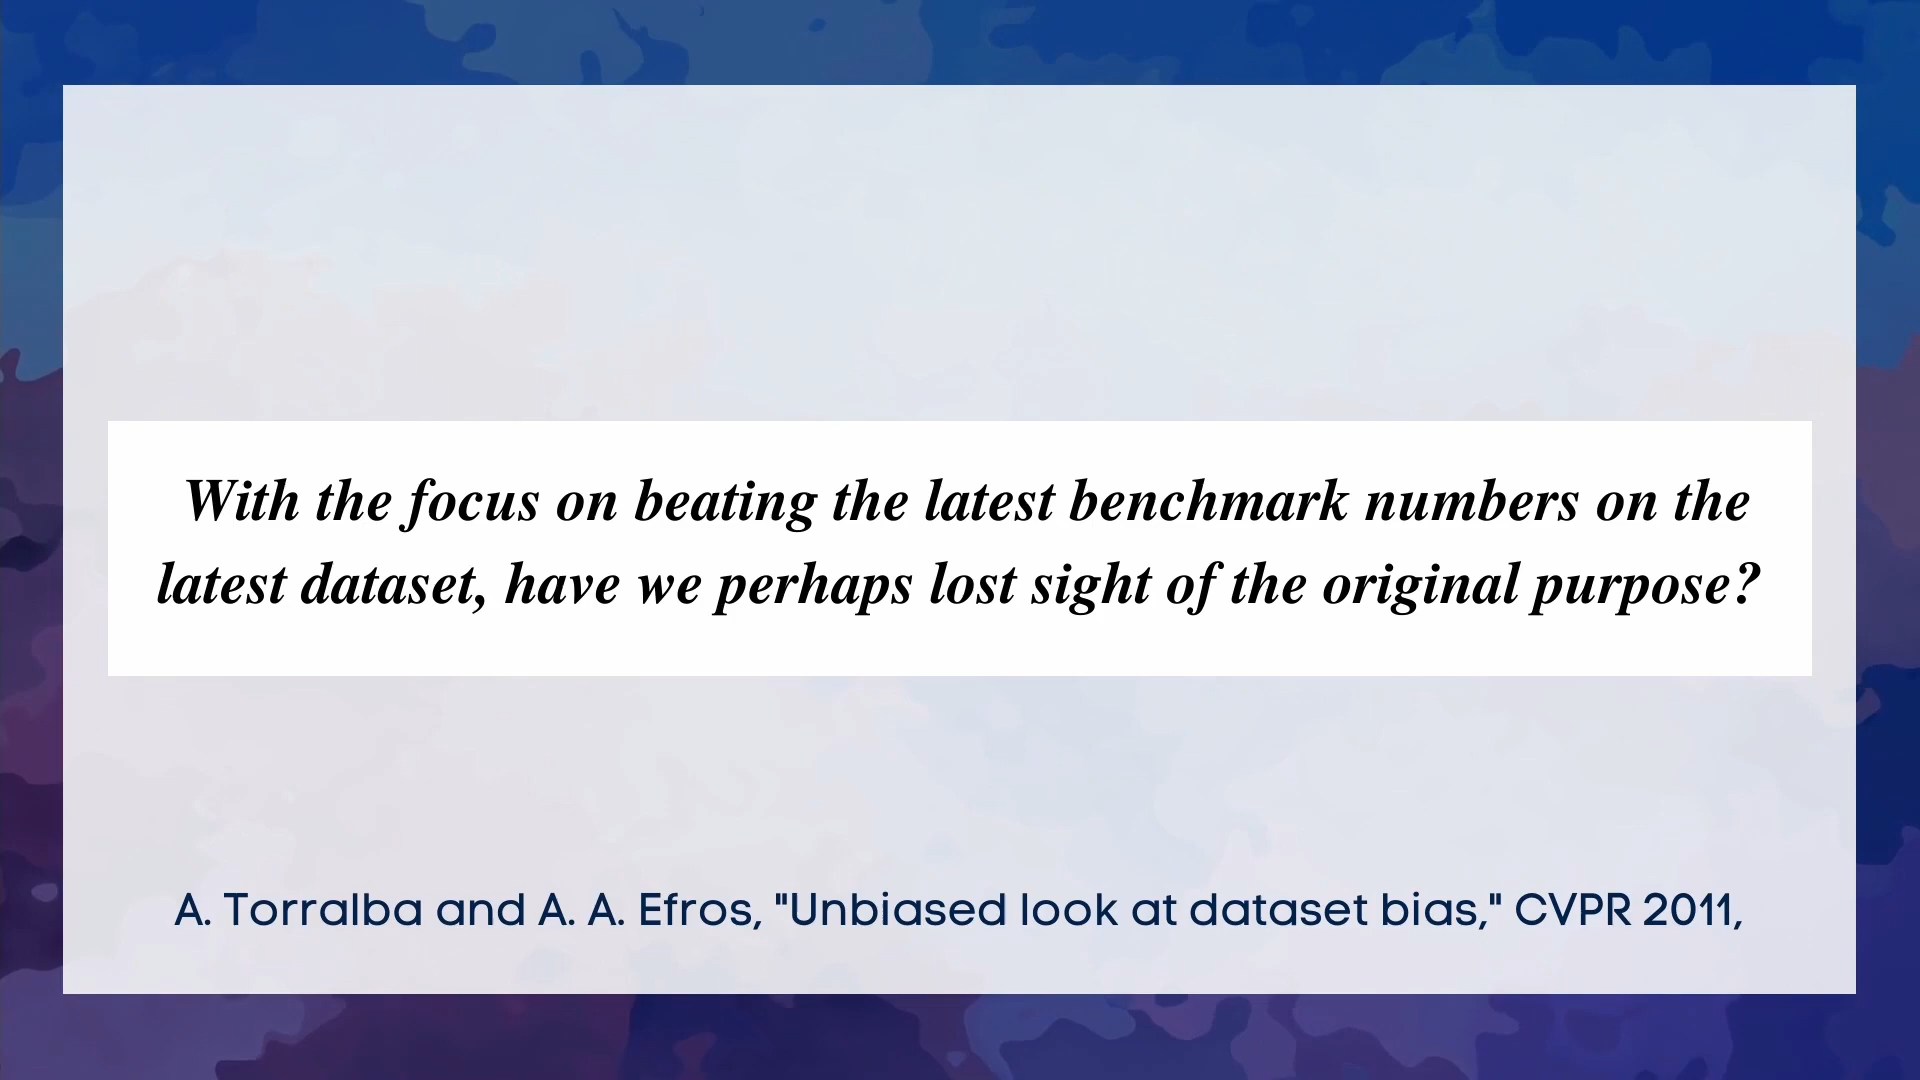 With the focus on beating the latest benchmark numbers on the
latest dataset, have we perhaps lost sight of the original purpose?
A. Torralba and A. A. Efros, "Unbiased look at dataset bias," CVPR 2011,